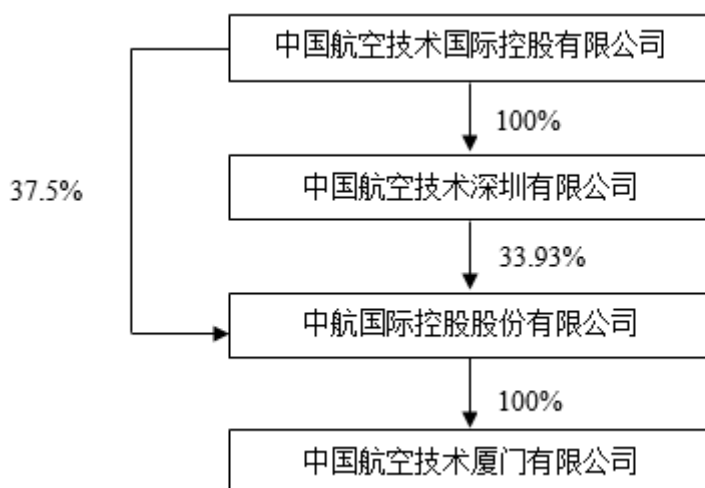 中国航空技术国际控股有限公司
100%
37.5%
中国航空技术深圳有限公司
33.93%
中航国际控股股份有限公司
100%
中国航空技术厦门有限公司